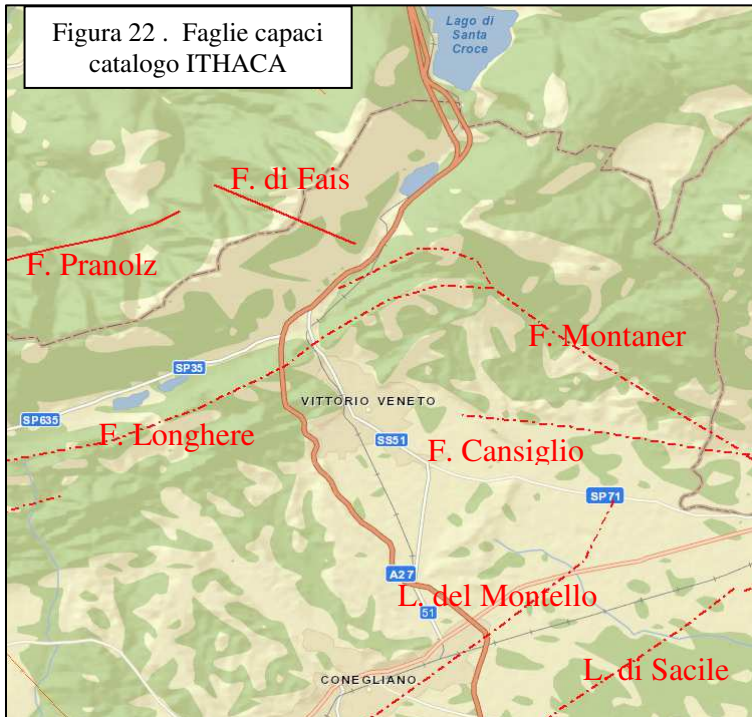 Figura 22 . Faglie capaci
catalogo ITHACA
Lago di
Santa
Croce
F. di Fais
F. Pranolz
F. Montaner
SP35
VITTORIO VENETO
SP635
F. Longhere
SS51
F. Cansiglio
SP71
A27
L. del Montello
51
L. di Sacile
CONEGLIANO